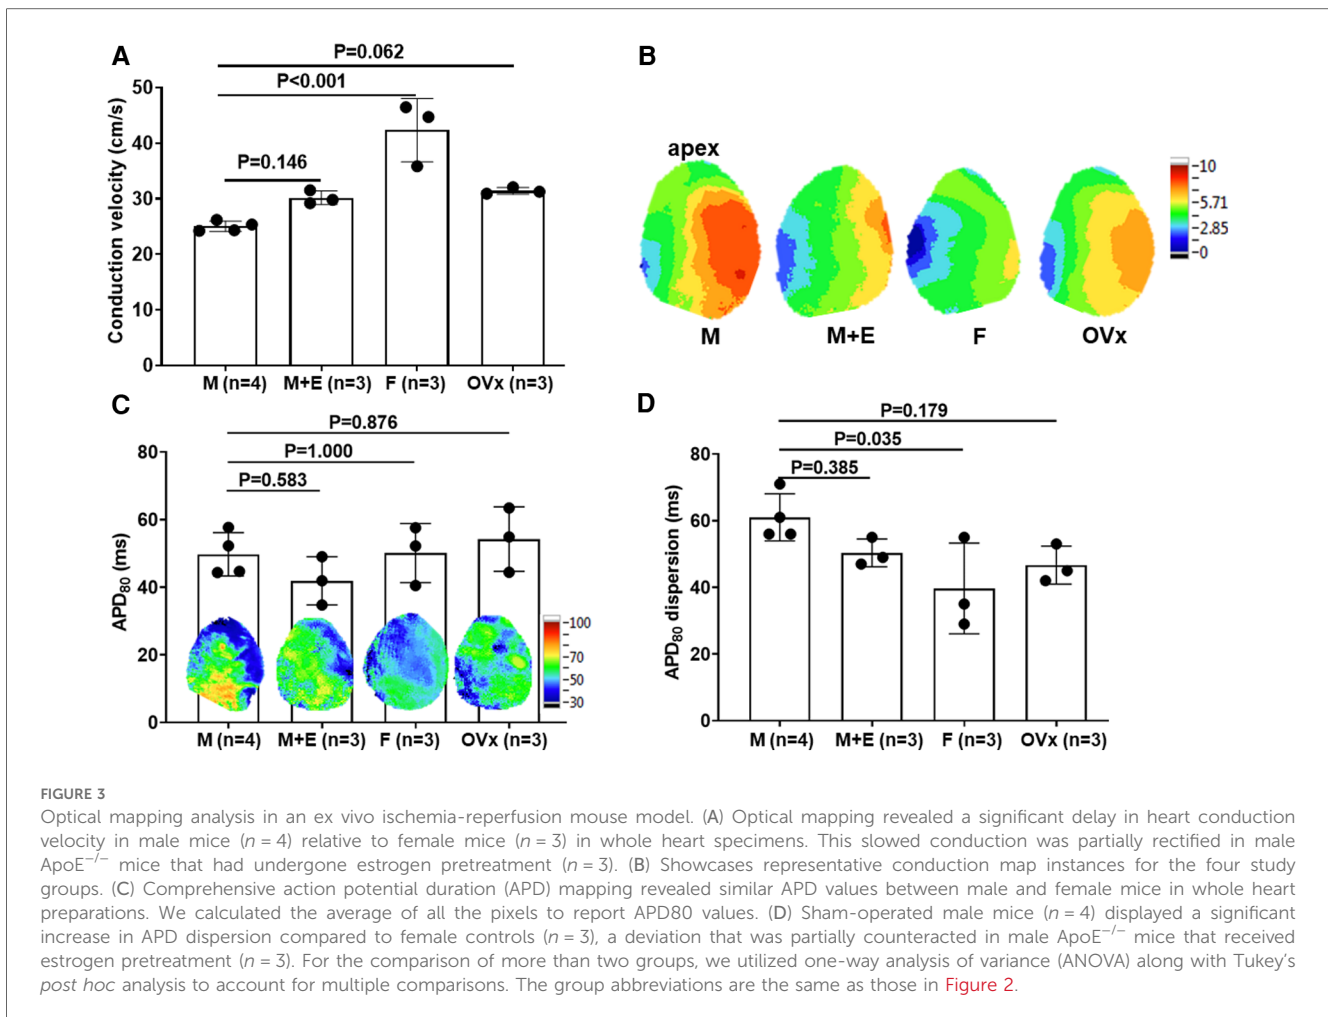 A
P=0.062
P<0.001
P=0.146
Conduction velocity (cm/s)
50
40
30
20
10
0
M (n=4) M+E (n=3) F (n=3) OVx (n=3)
B
apex
10
5.71
2.85
0
M M+E F OVx
C
P=0.876
P=1.000
P=0.583
APD80 (ms)
80
60
40
20
0
100
70
50
30
M (n=4) M+E (n=3) F (n=3) OVx (n=3)
D
P=0.179
P=0.035
P=0.385
APD80 dispersion (ms)
80
60
40
20
0
M (n=4) M+E (n=3) F (n=3) OVx (n=3)
FIGURE 3
Optical mapping analysis in an ex vivo ischemia-reperfusion mouse model. (A) Optical mapping revealed a significant delay in heart conduction
velocity in male mice (n = 4) relative to female mice (n = 3) in whole heart specimens. This slowed conduction was partially rectified in male
ApoE−/− mice that had undergone estrogen pretreatment (n = 3). (B) Showcases representative conduction map instances for the four study
groups. (C) Comprehensive action potential duration (APD) mapping revealed similar APD values between male and female mice in whole heart
preparations. We calculated the average of all the pixels to report APD80 values. (D) Sham-operated male mice (n = 4) displayed a significant
increase in APD dispersion compared to female controls (n = 3), a deviation that was partially counteracted in male ApoE−/− mice that received
estrogen pretreatment (n = 3). For the comparison of more than two groups, we utilized one-way analysis of variance (ANOVA) along with Tukey's
post hoc analysis to account for multiple comparisons. The group abbreviations are the same as those in Figure 2.